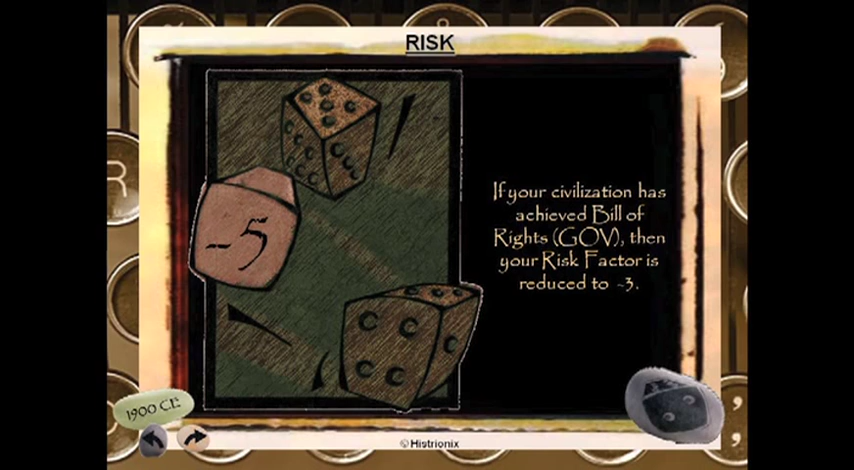 RISK
R
-5
If your civilization has
achieved Bill of
Rights (GOV), then
your Risk Factor is
reduced to -3.
1900 C.E.
© Histrionix
;